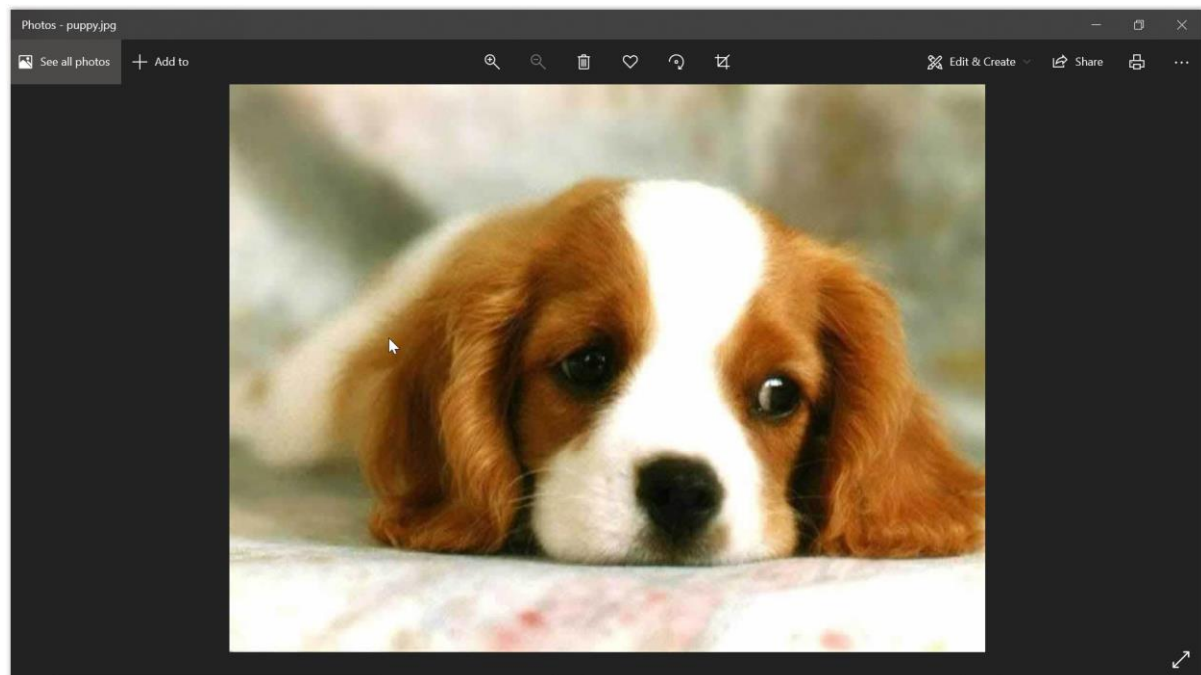 Photos - puppy.jpg
See all photos
Add to
Edit & Create
Share